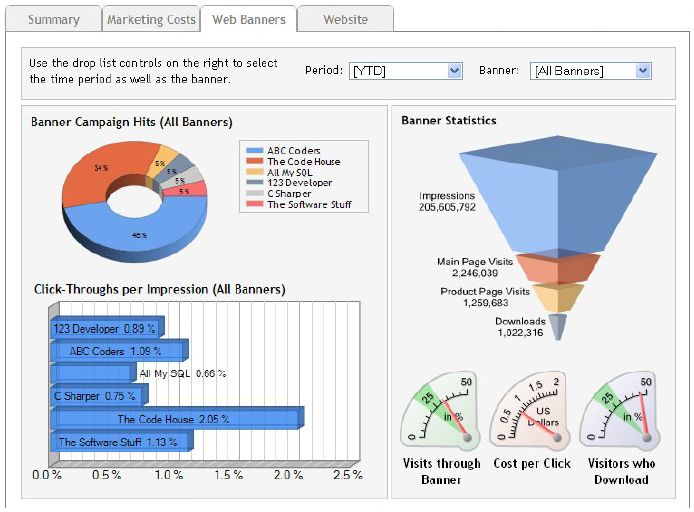 Summary
Marketing Costs
Web Banners
Website
Use the drop list controls on the right to select
the time period as well as the banner.
Period: [YTD]
Banner: [All Banners]
Banner Campaign Hits (All Banners)
34%
5%
5%
5%
5%
46%
ABC Coders
The Code House
All My SQL
123 Developer
C Sharper
The Software Stuff
Click-Throughs per Impression (All Banners)
123 Developer 0.89 %
ABC Coders 1.09 %
All My SQL 0.66 %
C Sharper 0.75 %
The Code House 2.05 %
The Software Stuff 1.13 %
0.0 % 0.5 % 1.0 % 1.5 % 2.0 % 2.5 %
Banner Statistics
Impressions
205,605,792
Main Page Visits
2,246,039
Product Page Visits
1,259,683
Downloads
1,022,316
0 25 50
in %
Visits through
Banner
0 0.5 1 1.5 2
US
Dollars
Cost per Click
0 25 50
in %
Visitors who
Download